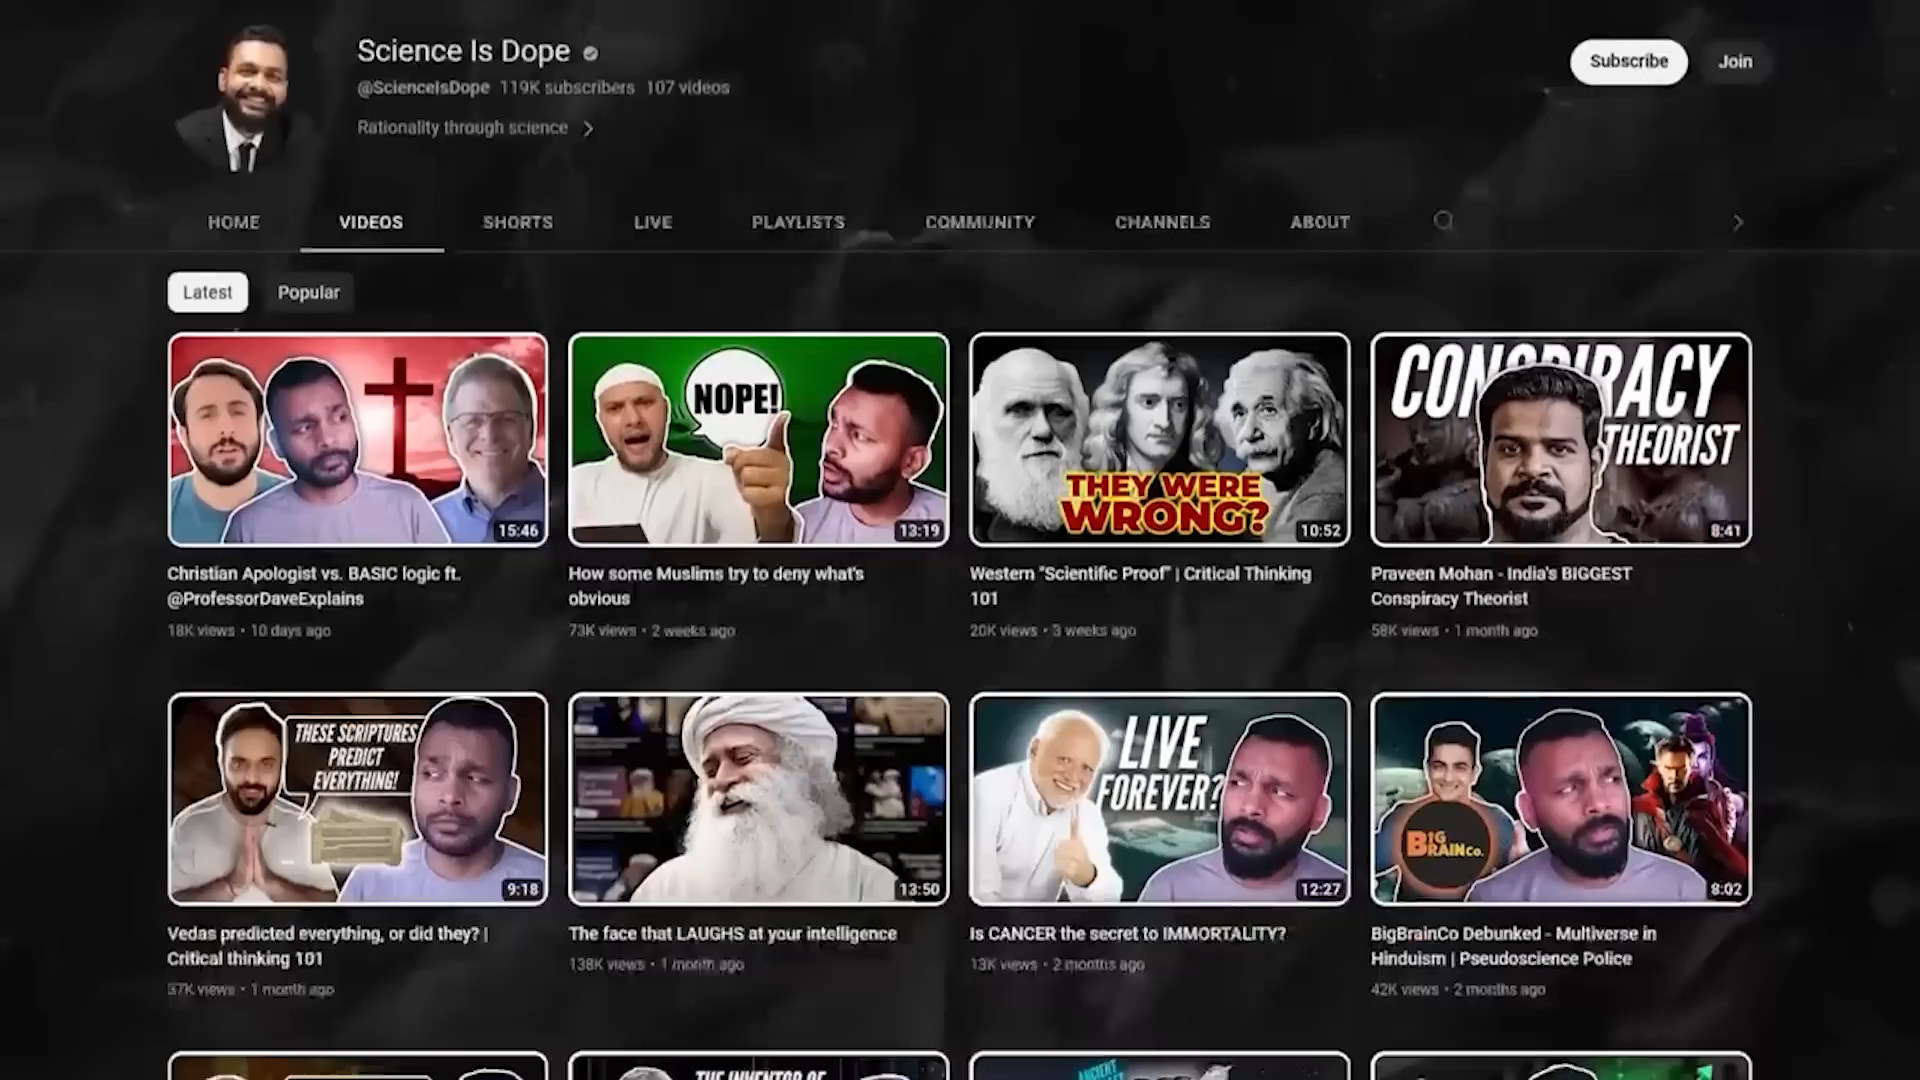 Science Is Dope
@ScienceIsDope 119K subscribers 107 videos
Rationality through science
Subscribe
Join
HOME VIDEOS SHORTS LIVE PLAYLISTS COMMUNITY CHANNELS ABOUT
Latest Popular
15:46
NOPE!
13:19
THEY WERE
WRONG?
10:52
THEORIST
8:41
Christian Apologist vs. BASIC logic ft.
@ProfessorDaveExplains
18K views • 10 days ago
How some Muslims try to deny what's
obvious
73K views • 2 weeks ago
Western "Scientific Proof" | Critical Thinking
101
20K views • 3 weeks ago
Praveen Mohan - India's BIGGEST
Conspiracy Theorist
58K views • 1 month ago
THESE SCRIPTURES
PREDICT
EVERYTHING!
9:18
13:50
LIVE
FOREVER?
12:27
BIG
BRAINCO.
8:02
Vedas predicted everything, or did they? |
Critical thinking 101
37K views • 1 month ago
The face that LAUGHS at your intelligence
138K views • 1 month ago
Is CANCER the secret to IMMORTALITY?
13K views • 2 months ago
BigBrainCo Debunked - Multiverse in
Hinduism | Pseudoscience Police
42K views • 2 months ago
THE INVENTOR OF
ANCIENT